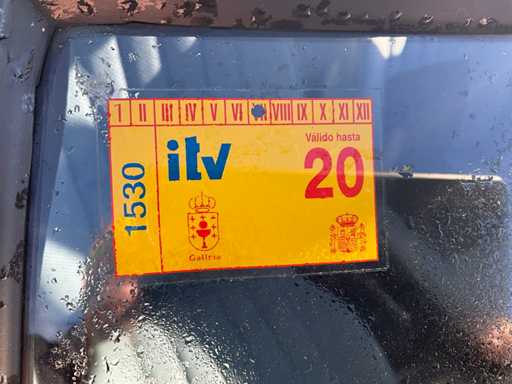 I II III IV V VI VIII IX X XI XII
1530
itv
Válido hasta
20
Galicia